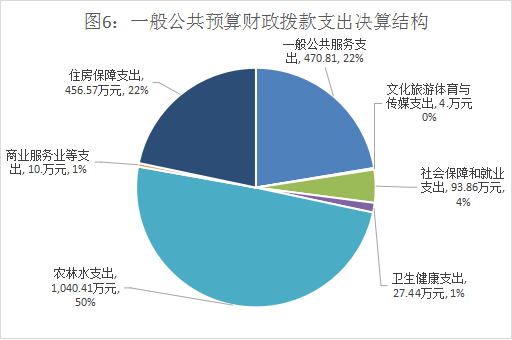 图6：一般公共预算财政拨款支出决算结构
一般公共服务支
出, 470.81, 22%
文化旅游体育与
传媒支出, 4.万元
0%
社会保障和就业
支出, 93.86万元,
4%
卫生健康支出,
27.44万元, 1%
农林水支出,
1,040.41万元,
50%
商业服务业等支
出, 10.万元, 1%
住房保障支出,
456.57万元, 22%